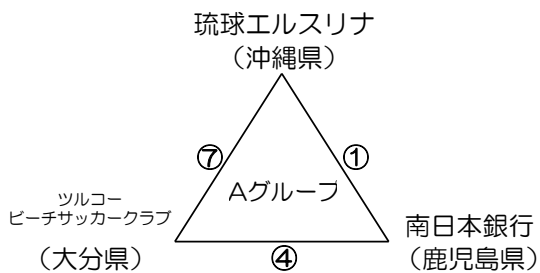 琉球エルスリナ
（沖縄県）
⑦
①
Aグループ
ツルコー
ビーチサッカークラブ
（大分県）
④
南日本銀行
（鹿児島県）